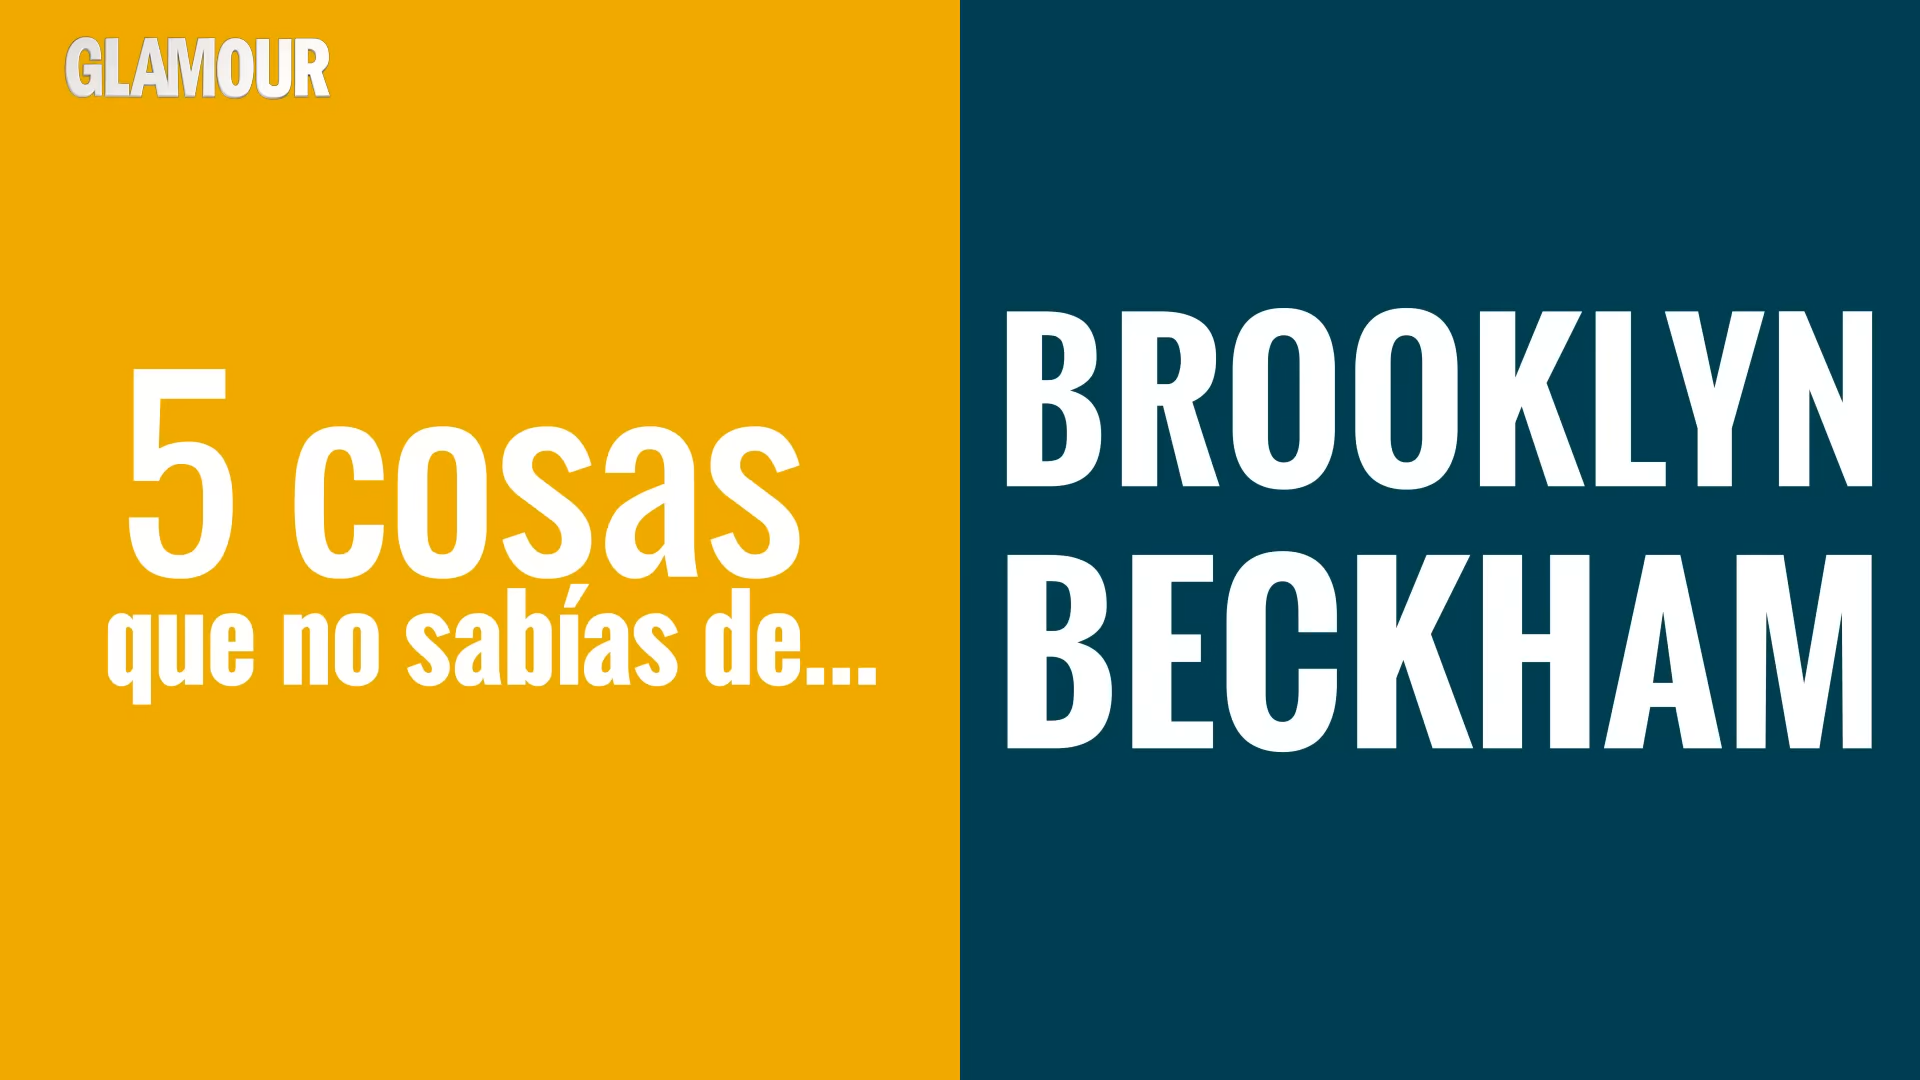 GLAMOUR
5 cosas
que no sabías de...
BROOKLYN
BECKHAM